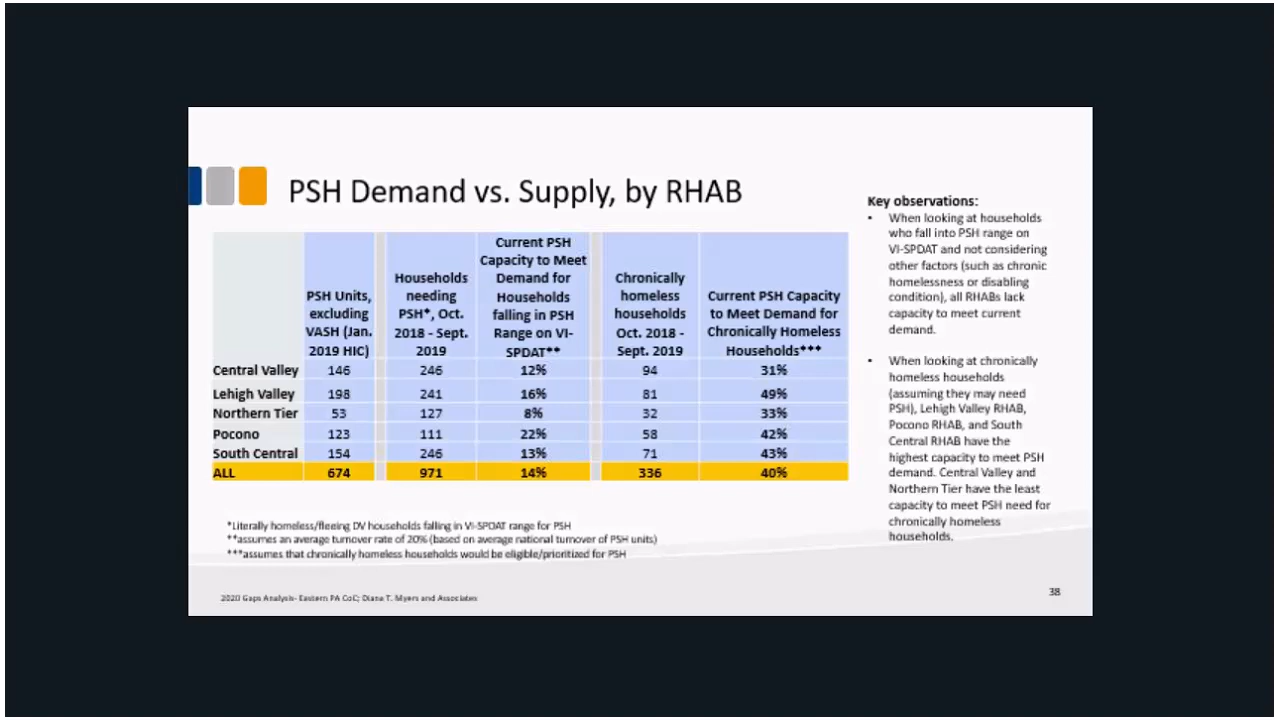 PSH Demand vs. Supply, by RHAB
PSH Units, excluding VASH (Jan. 2019 HIC)
Households needing PSH*, Oct. 2018 - Sept. 2019
Current PSH Capacity to Meet Demand for Households falling in PSH Range on VI-SPDAT**
Chronically homeless households Oct. 2018 - Sept. 2019
Current PSH Capacity to Meet Demand for Chronically Homeless Households***
Central Valley 146 246 12% 94 31%
Lehigh Valley 198 241 16% 81 49%
Northern Tier 53 127 8% 32 33%
Pocono 123 111 22% 58 42%
South Central 154 246 13% 71 43%
ALL 674 971 14% 336 40%
*Literally homeless/fleeing DV households falling in VI-SPDAT range for PSH
**assumes an average turnover rate of 20% (based on average national turnover of PSH units)
***assumes that chronically homeless households would be eligible/prioritized for PSH
Key observations:
• When looking at households
who fall into PSH range on
VI-SPDAT and not considering
other factors (such as chronic
homelessness or disabling
condition), all RHABs lack
capacity to meet current
demand.
• When looking at chronically
homeless households
(assuming they may need
PSH), Lehigh Valley RHAB,
Pocono RHAB, and South
Central RHAB have the
highest capacity to meet PSH
demand. Central Valley and
Northern Tier have the least
capacity to meet PSH need for
chronically homeless
households.
2020 Gaps Analysis- Eastern PA CoC; Diana T. Myers and Associates
38